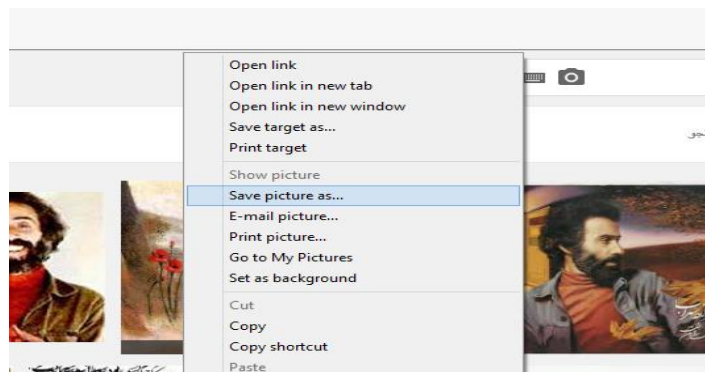 Open link
Open link in new tab
Open link in new window
Save target as...
Print target
Show picture
Save picture as...
E-mail picture...
Print picture...
Go to My Pictures
Set as background
Cut
Copy
Copy shortcut
Paste